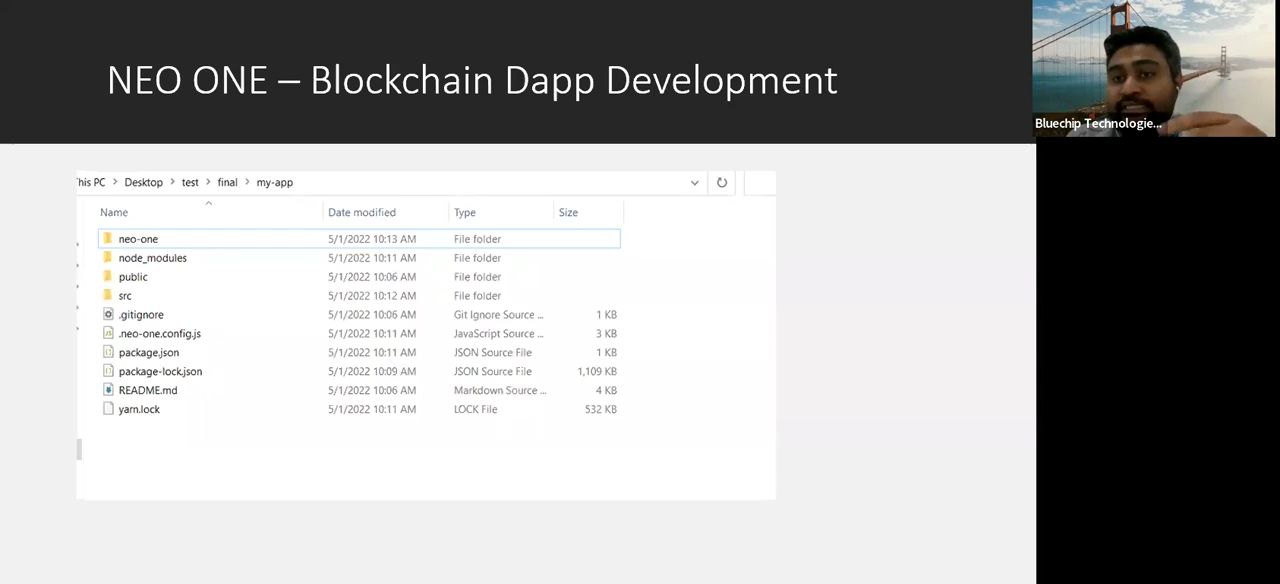 NEO ONE – Blockchain Dapp Development
Bluechip Technologie...
his PC > Desktop > test > final > my-app
Name Date modified Type Size
neo-one 5/1/2022 10:13 AM File folder
node_modules 5/1/2022 10:11 AM File folder
public 5/1/2022 10:06 AM File folder
src 5/1/2022 10:12 AM File folder
.gitignore 5/1/2022 10:06 AM Git Ignore Source ... 1 KB
.neo-one.config.js 5/1/2022 10:11 AM JavaScript Source ... 3 KB
package.json 5/1/2022 10:11 AM JSON Source File 1 KB
package-lock.json 5/1/2022 10:09 AM JSON Source File 1,109 KB
README.md 5/1/2022 10:06 AM Markdown Source ... 4 KB
yarn.lock 5/1/2022 10:11 AM LOCK File 532 KB